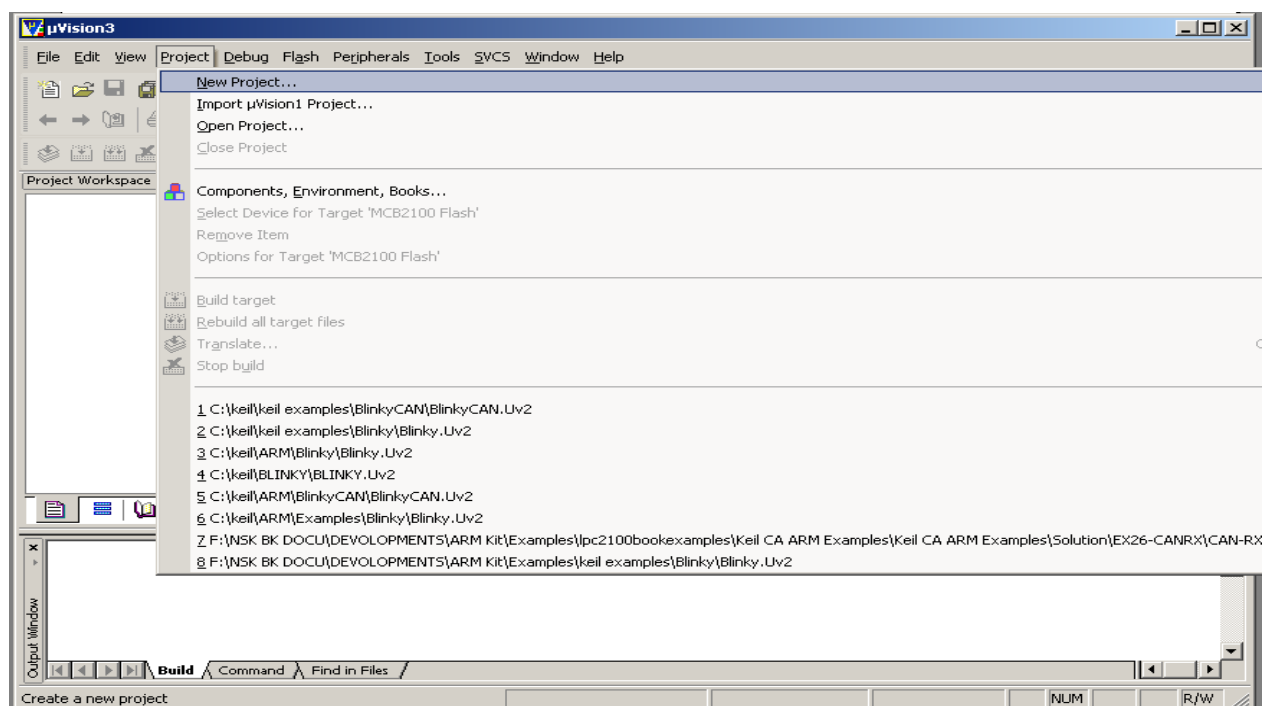 µVision3
File Edit View Project Debug Flash Peripherals Tools SVCS Window Help
New Project...
Import µVision1 Project...
Open Project...
Close Project
Project Workspace
Components, Environment, Books...
Select Device for Target 'MCB2100 Flash'
Remove Item
Options for Target 'MCB2100 Flash'
Build target
Rebuild all target files
Translate...
Stop build
1 C:\keil\keil examples\BlinkyCAN\BlinkyCAN.Uv2
2 C:\keil\keil examples\Blinky\Blinky.Uv2
3 C:\keil\ARM\Blinky\Blinky.Uv2
4 C:\keil\BLINKY\BLINKY.Uv2
5 C:\keil\ARM\BlinkyCAN\BlinkyCAN.Uv2
6 C:\keil\ARM\Examples\Blinky\Blinky.Uv2
7 F:\NSK BK DOCU\DEVOLOPMENTS\ARM Kit\Examples\lpc2100bookexamples\Keil CA ARM Examples\Keil CA ARM Examples\Solution\EX26-CANRX\CAN-RX
8 F:\NSK BK DOCU\DEVOLOPMENTS\ARM Kit\Examples\keil examples\Blinky\Blinky.Uv2
Output Window
Build Command Find in Files
Create a new project NUM R/W